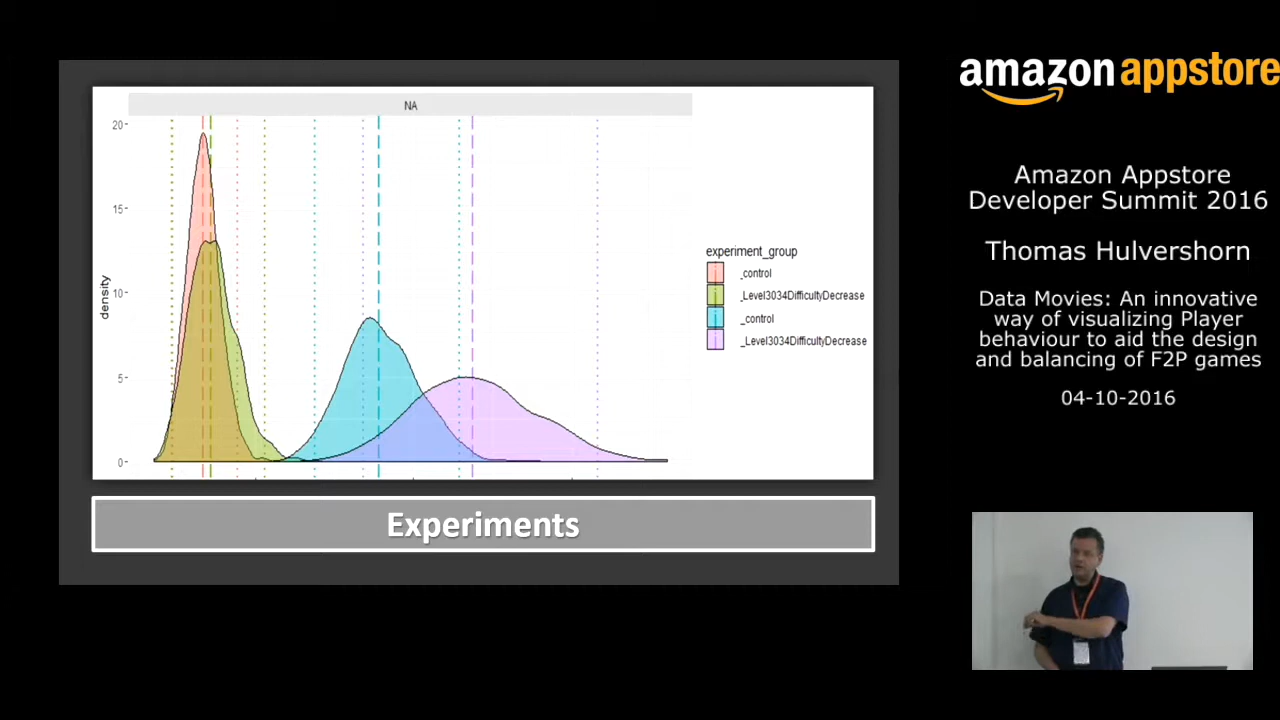 NA
20
15
10
5
0
density
experiment_group
_control
_Level3034DifficultyDecrease
_control
_Level3034DifficultyDecrease
Experiments
amazon appstore
Amazon Appstore
Developer Summit 2016
Thomas Hulvershorn
Data Movies: An innovative
way of visualizing Player
behaviour to aid the design
and balancing of F2P games
04-10-2016